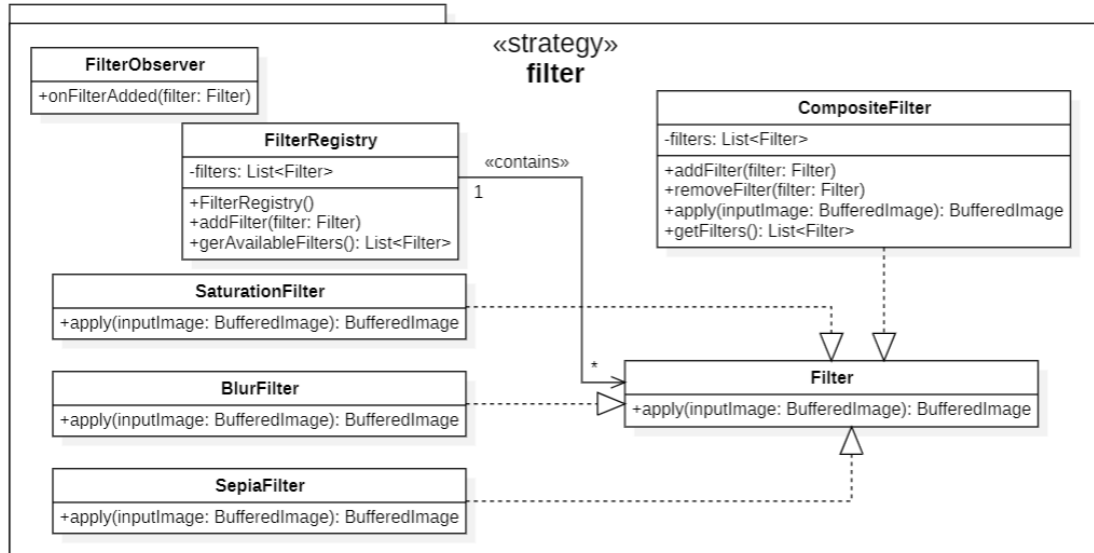 «strategy»
filter
FilterObserver
+onFilterAdded(filter: Filter)
FilterRegistry
-filters: List<Filter>
+FilterRegistry()
+addFilter(filter: Filter)
+gerAvailableFilters(): List<Filter>
«contains»
1
*
CompositeFilter
-filters: List<Filter>
+addFilter(filter: Filter)
+removeFilter(filter: Filter)
+apply(inputImage: BufferedImage): BufferedImage
+getFilters(): List<Filter>
SaturationFilter
+apply(inputImage: BufferedImage): BufferedImage
BlurFilter
+apply(inputImage: BufferedImage): BufferedImage
Filter
+apply(inputImage: BufferedImage): BufferedImage
SepiaFilter
+apply(inputImage: BufferedImage): BufferedImage